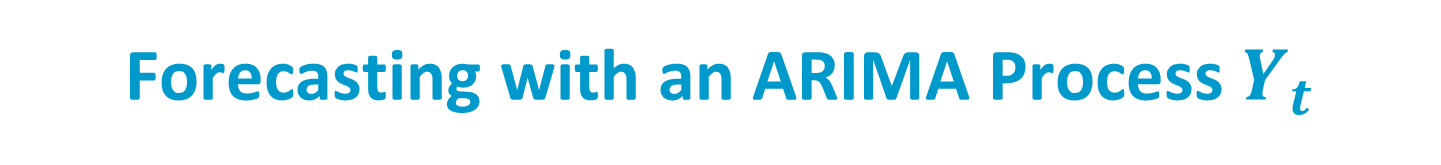 Forecasting with an ARIMA Process Yₜ